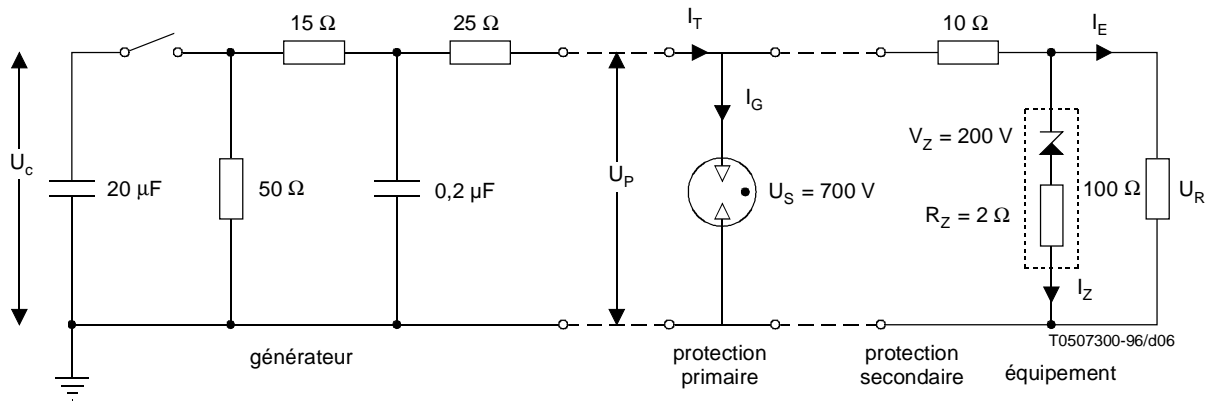 15 Ω
25 Ω
I_T
10 Ω
I_E
I_G
V_Z = 200 V
U_c
20 µF
50 Ω
0,2 µF
U_P
U_S = 700 V
100 Ω
U_R
R_Z = 2 Ω
I_Z
T0507300-96/d06
générateur
protection
primaire
protection
secondaire
équipement